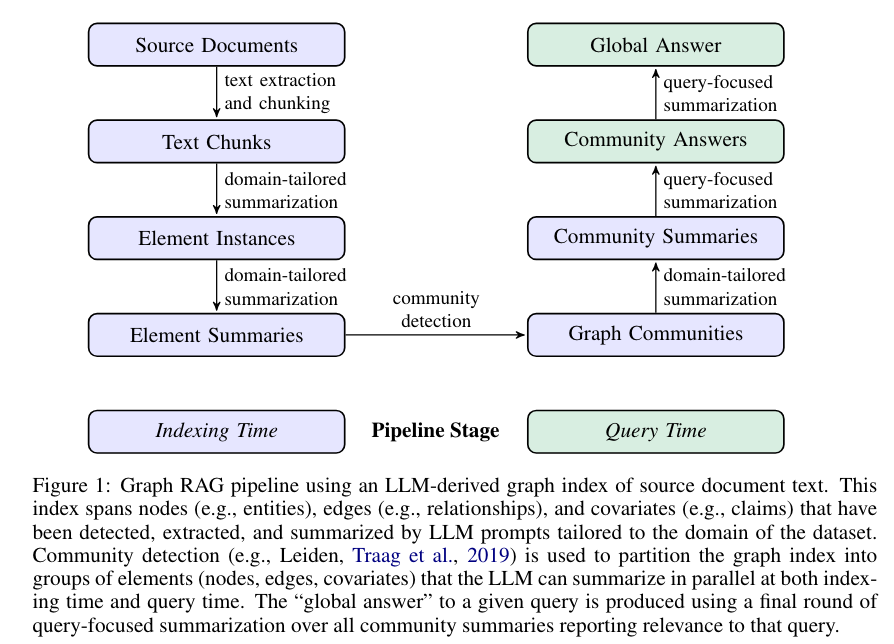 Source Documents
text extraction
and chunking
Text Chunks
domain-tailored
summarization
Element Instances
domain-tailored
summarization
Element Summaries
community
detection
Global Answer
query-focused
summarization
Community Answers
query-focused
summarization
Community Summaries
domain-tailored
summarization
Graph Communities
Indexing Time
Pipeline Stage
Query Time
Figure 1: Graph RAG pipeline using an LLM-derived graph index of source document text. This
index spans nodes (e.g., entities), edges (e.g., relationships), and covariates (e.g., claims) that have
been detected, extracted, and summarized by LLM prompts tailored to the domain of the dataset.
Community detection (e.g., Leiden, Traag et al., 2019) is used to partition the graph index into
groups of elements (nodes, edges, covariates) that the LLM can summarize in parallel at both index-
ing time and query time. The “global answer” to a given query is produced using a final round of
query-focused summarization over all community summaries reporting relevance to that query.